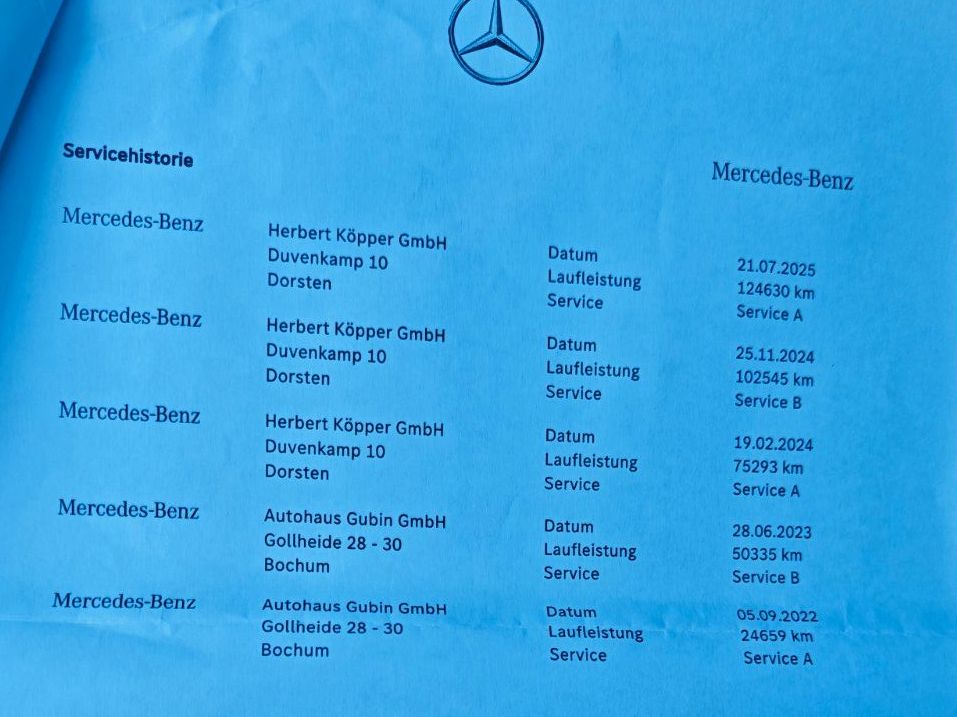 Servicehistorie
Mercedes-Benz
Mercedes-Benz
Herbert Köpper GmbH
Duvenkamp 10
Dorsten
Datum 21.07.2025
Laufleistung 124630 km
Service Service A
Mercedes-Benz
Herbert Köpper GmbH
Duvenkamp 10
Dorsten
Datum 25.11.2024
Laufleistung 102545 km
Service Service B
Mercedes-Benz
Herbert Köpper GmbH
Duvenkamp 10
Dorsten
Datum 19.02.2024
Laufleistung 75293 km
Service Service A
Mercedes-Benz
Autohaus Gubin GmbH
Gollheide 28 - 30
Bochum
Datum 28.06.2023
Laufleistung 50335 km
Service Service B
Mercedes-Benz
Autohaus Gubin GmbH
Gollheide 28 - 30
Bochum
Datum 05.09.2022
Laufleistung 24659 km
Service Service A